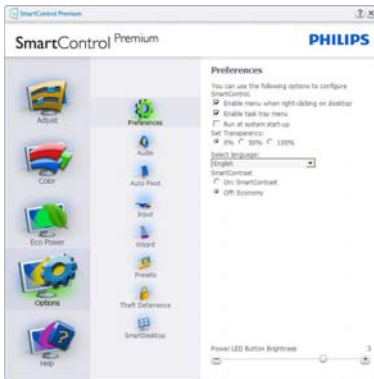 SmartControl Premium
SmartControl Premium
PHILIPS
Adjust
Color
Eco Power
Options
Help
Preferences
Audio
Auto Pivot
Input
Wizard
Presets
Theft Deterrence
SmartDesktop
Preferences
You can use the following options to configure
SmartControl.
Enable menu when right-clicking on desktop
Enable task tray menu
Run at system start-up
Set Transparency:
0% 50% 100%
Select language:
English
SmartContrast
On: SmartContrast
Off: Economy
Power LED Button Brightness 3